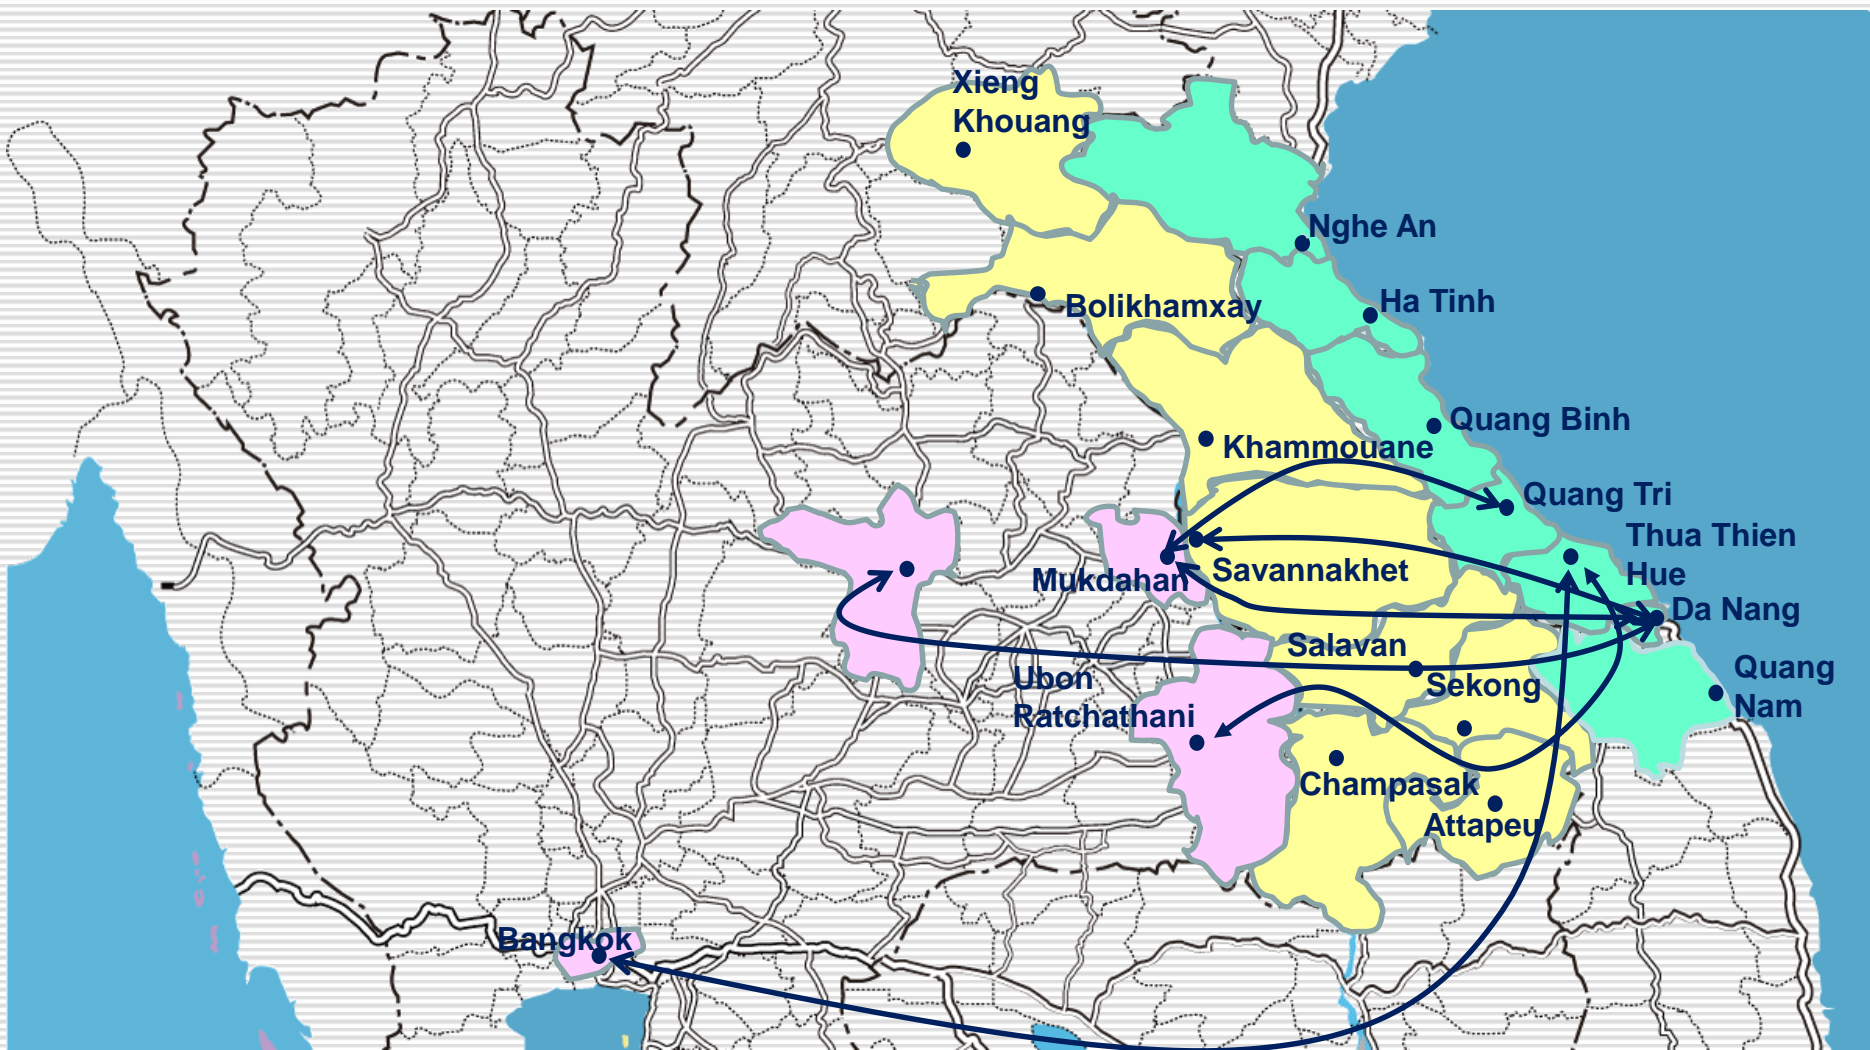 Xieng
Khouang
Nghe An
Bolikhamxay
Ha Tinh
Quang Binh
Khammouane
Quang Tri
Thua Thien
Hue
Mukdahan
Savannakhet
Da Nang
Salavan
Ubon
Ratchathani
Sekong
Quang
Nam
Champasak
Attapeu
Bangkok